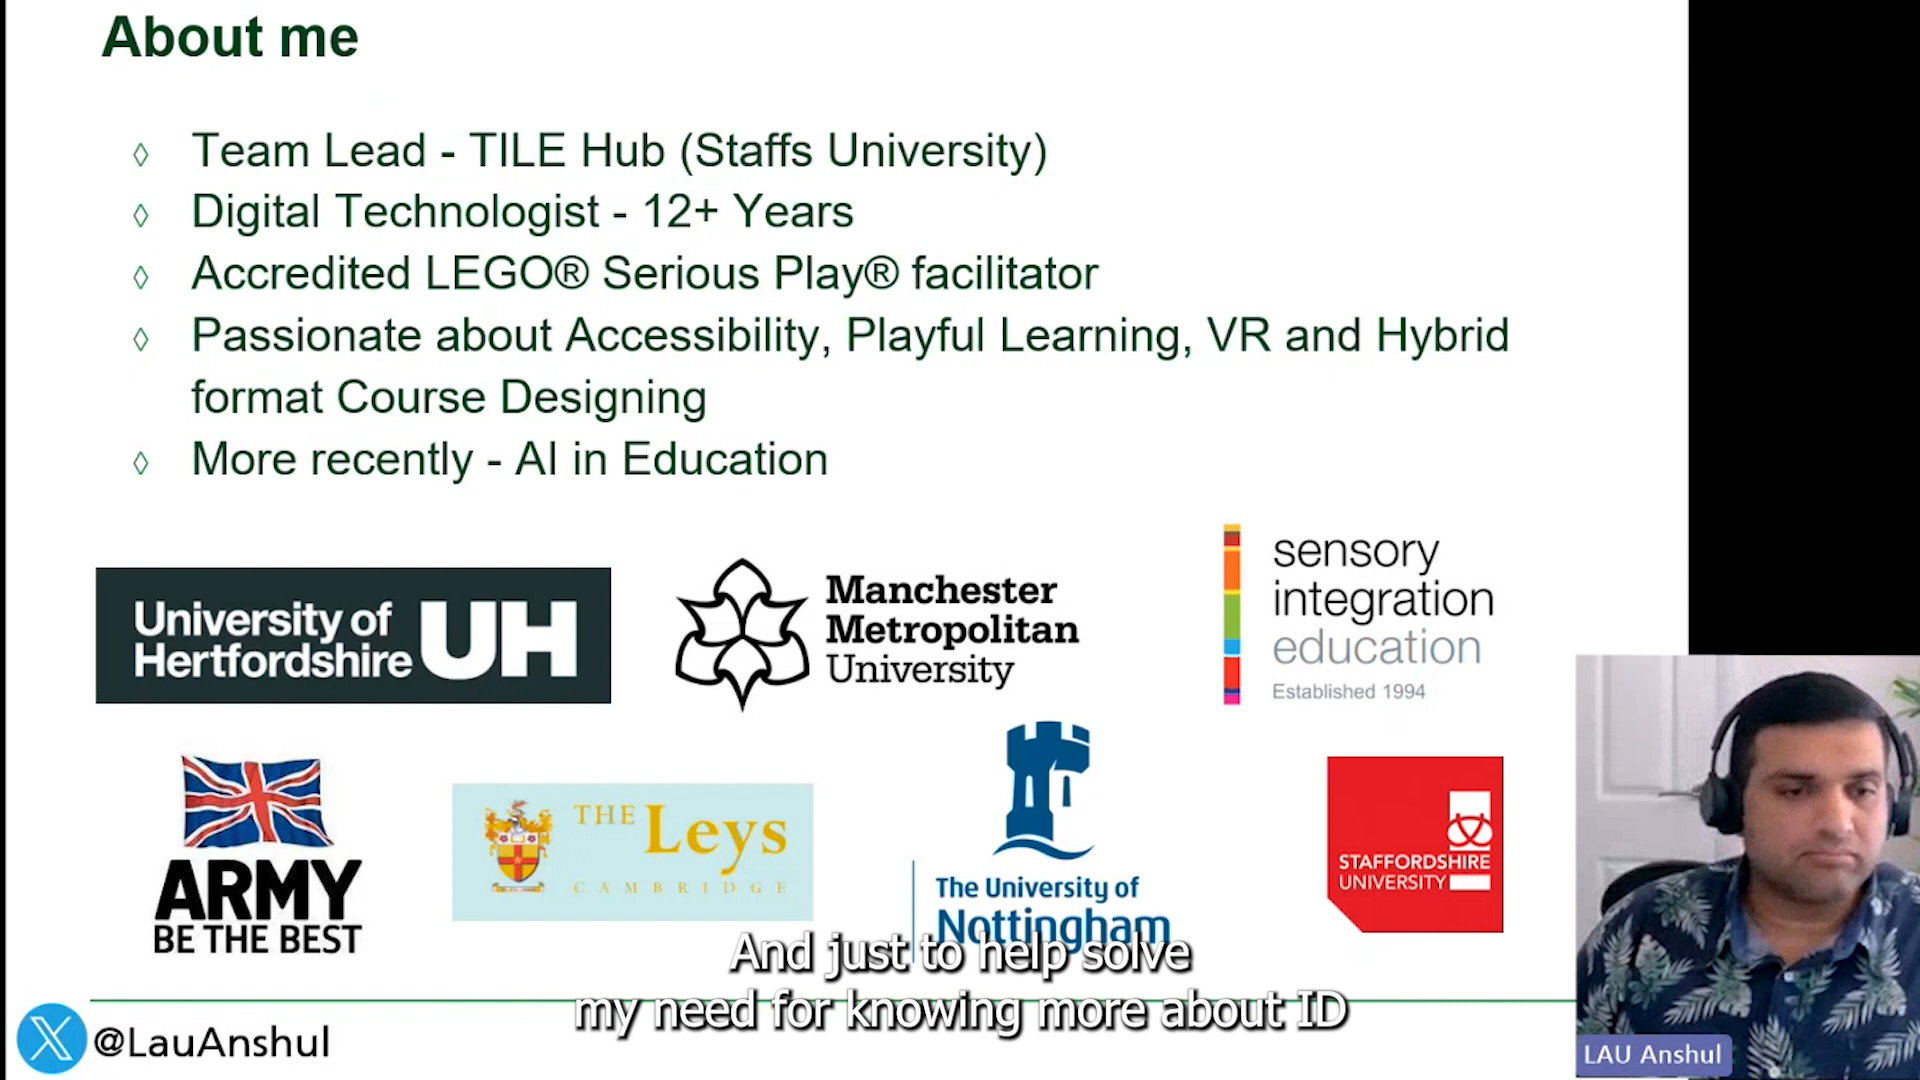 About me
◊ Team Lead - TILE Hub (Staffs University)
◊ Digital Technologist - 12+ Years
◊ Accredited LEGO® Serious Play® facilitator
◊ Passionate about Accessibility, Playful Learning, VR and Hybrid
format Course Designing
◊ More recently - AI in Education
University of
Hertfordshire
UH
Manchester
Metropolitan
University
sensory
integration
education
Established 1994
ARMY
BE THE BEST
THE Leys
CAMBRIDGE
The University of
Nottingham
STAFFORDSHIRE
UNIVERSITY
And just to help solve
my need for knowing more about ID
@LauAnshul
LAU Anshul